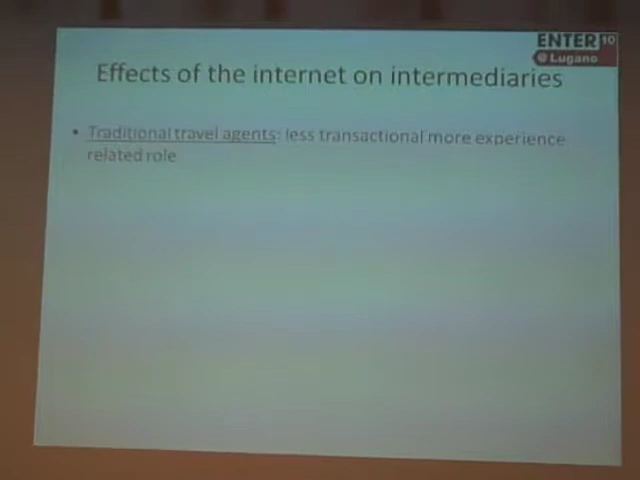 ENTER 10
@ Lugano
Effects of the internet on intermediaries
• Traditional travel agents: less transactional more experience
related role